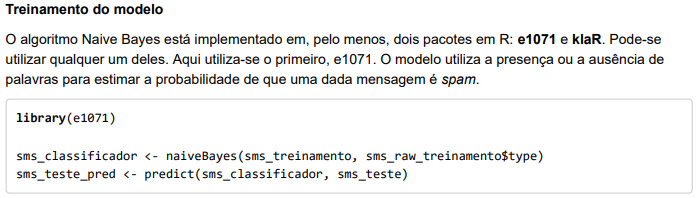 Treinamento do modelo
O algoritmo Naive Bayes está implementado em, pelo menos, dois pacotes em R: e1071 e klaR. Pode-se
utilizar qualquer um deles. Aqui utiliza-se o primeiro, e1071. O modelo utiliza a presença ou a ausência de
palavras para estimar a probabilidade de que uma dada mensagem é spam.
library(e1071)
sms_classificador <- naiveBayes(sms_treinamento, sms_raw_treinamento$type)
sms_teste_pred <- predict(sms_classificador, sms_teste)